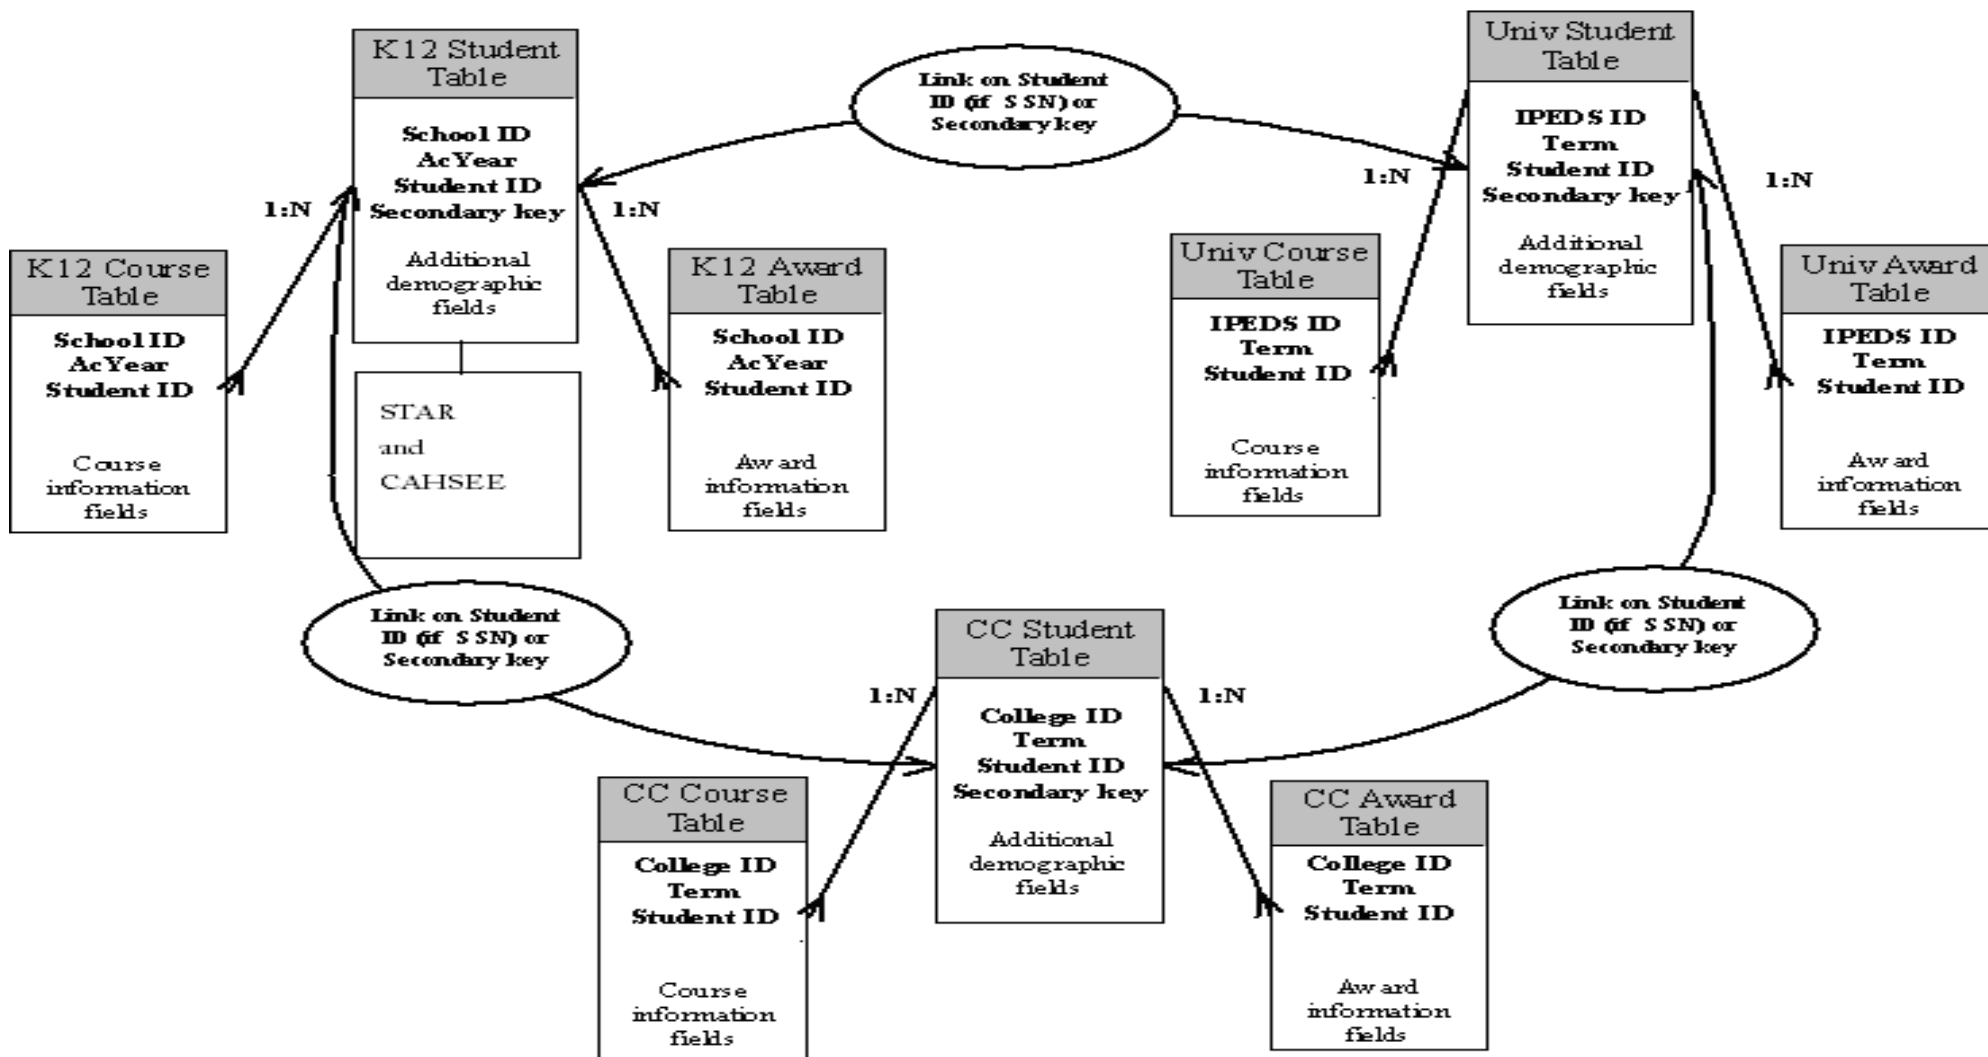 K12 Student
Table
School ID
AcYear
Student ID
Secondary key
Additional
demographic
fields
Link on Student
ID (if SSN) or
Secondary key
Univ Student
Table
IPEDS ID
Term
Student ID
Secondary key
Additional
demographic
fields
1:N
1:N
1:N
1:N
K12 Course
Table
School ID
AcYear
Student ID
Course
information
fields
STAR
and
CAHSEE
K12 Award
Table
School ID
AcYear
Student ID
Award
information
fields
Univ Course
Table
IPEDS ID
Term
Student ID
Course
information
fields
Univ Award
Table
IPEDS ID
Term
Student ID
Award
information
fields
Link on Student
ID (if SSN) or
Secondary key
CC Student
Table
College ID
Term
Student ID
Secondary key
Additional
demographic
fields
Link on Student
ID (if SSN) or
Secondary key
1:N
1:N
CC Course
Table
College ID
Term
Student ID
Course
information
fields
CC Award
Table
College ID
Term
Student ID
Award
information
fields